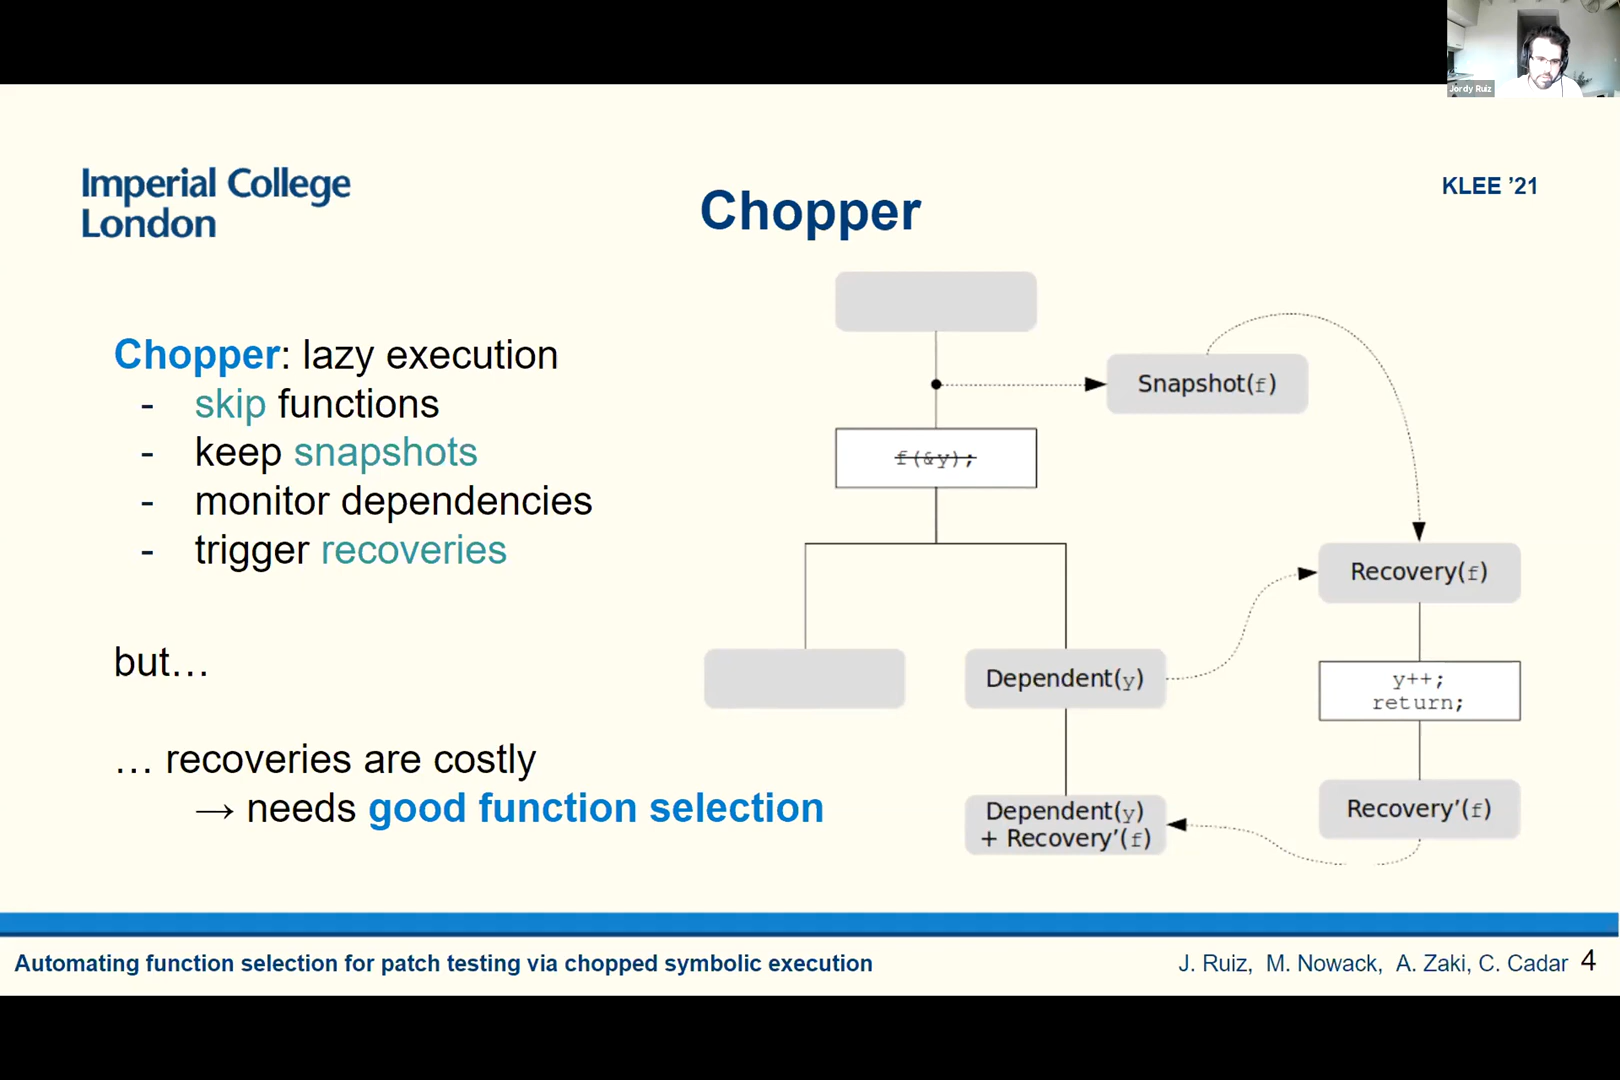 Jordy Ruiz
Imperial College
London
Chopper
KLEE ’21
Chopper: lazy execution
- skip functions
- keep snapshots
- monitor dependencies
- trigger recoveries
but…
… recoveries are costly
→ needs good function selection
Snapshot(f)
f(&y);
Recovery(f)
Dependent(y)
y++;
return;
Dependent(y)
+ Recovery’(f)
Recovery’(f)
Automating function selection for patch testing via chopped symbolic execution
J. Ruiz, M. Nowack, A. Zaki, C. Cadar 4